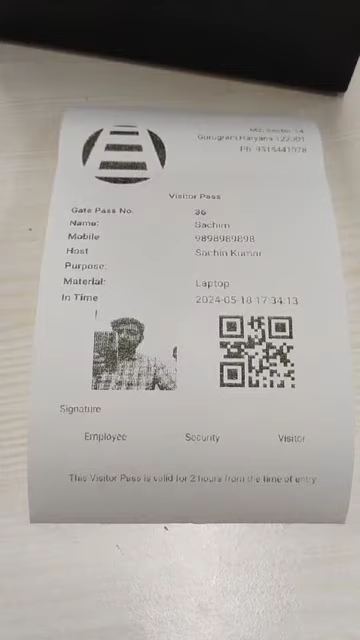 Gurugram Haryana 122001
Visitor Pass
Gate Pass No. 36
Name: Sachim
Mobile 9898989898
Host Sachin Kumar
Purpose:
Material: Laptop
In Time 2024-05-18 17:34:13
Signature
Employee Security Visitor
This Visitor Pass is valid for 2 hours from the time of entry.